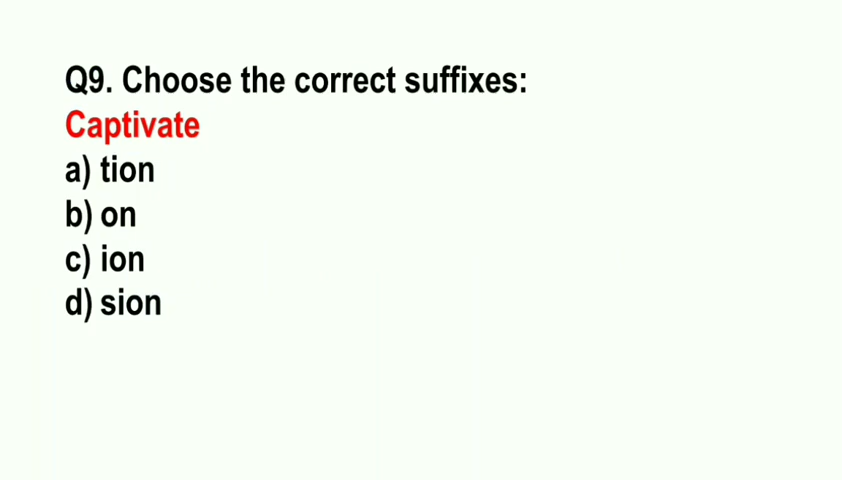 Q9. Choose the correct suffixes:
Captivate
a) tion
b) on
c) ion
d) sion